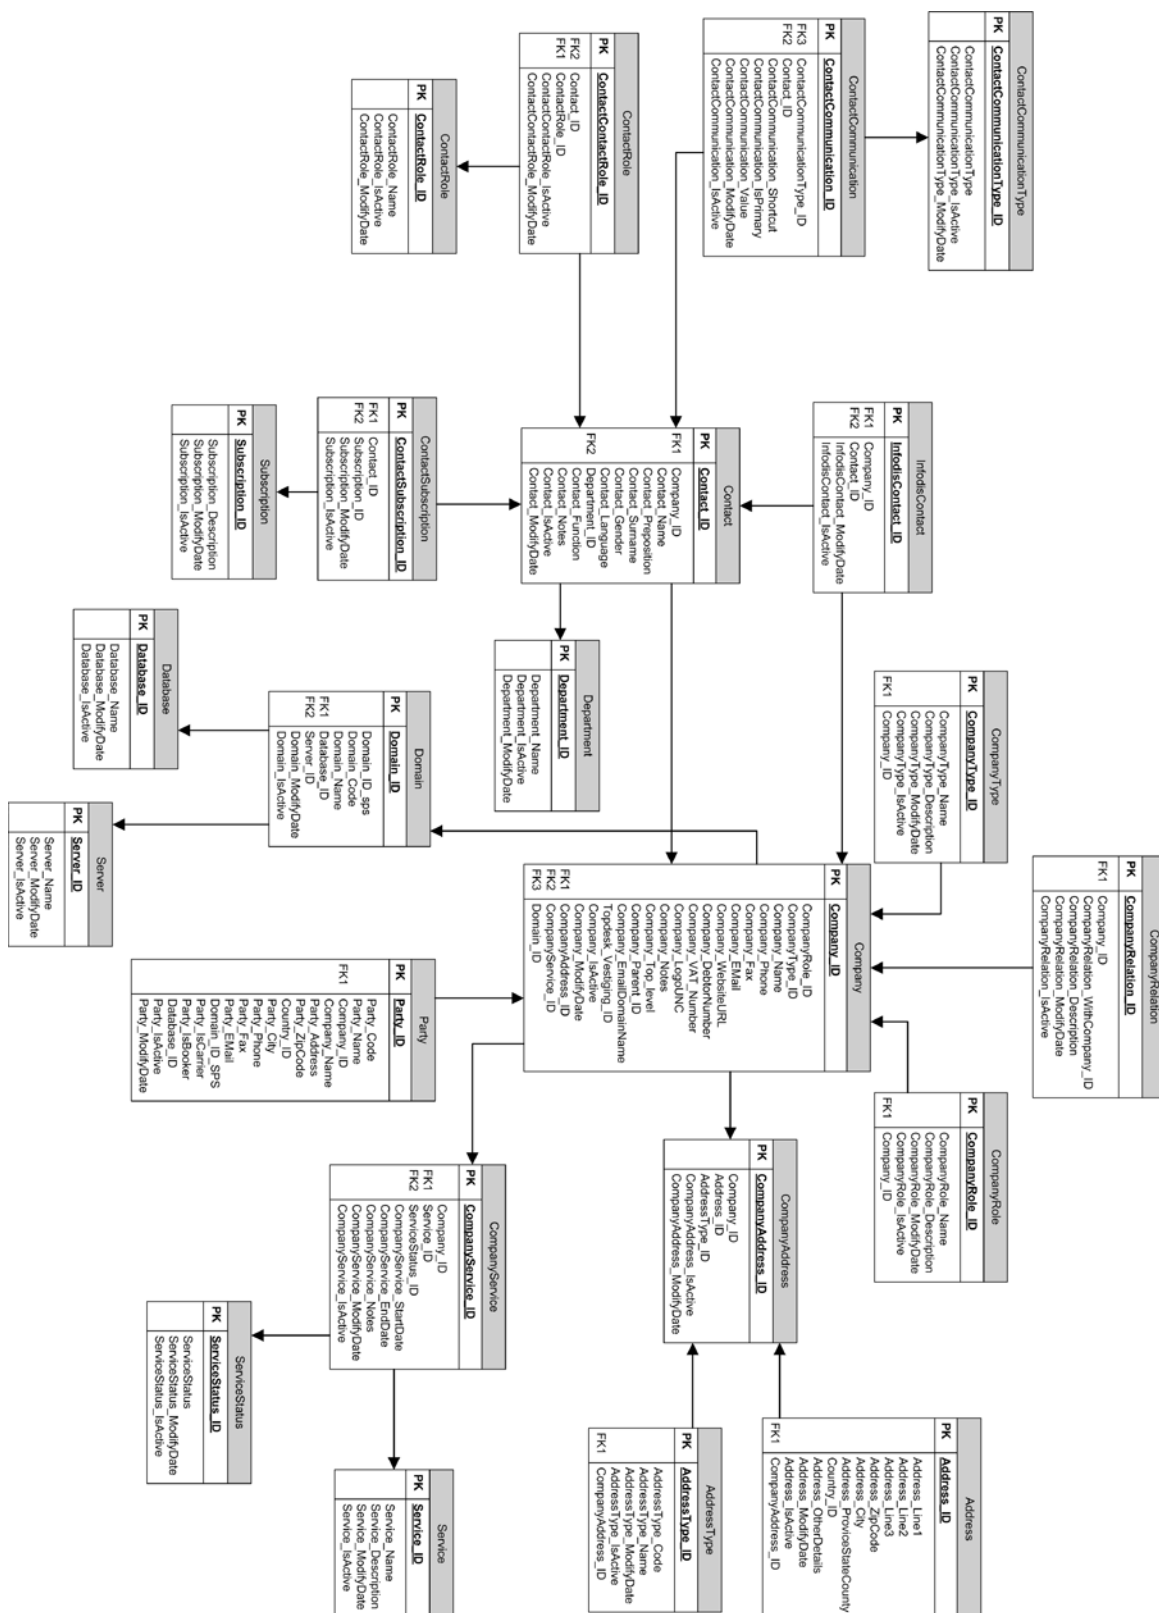 ContactCommunicationType
PK ContactCommunicationType_ID
ContactCommunicationType
ContactCommunicationType_IsActive
ContactCommunicationType_ModifyDate
ContactCommunication
PK ContactCommunication_ID
FK3 ContactCommunicationType_ID
FK2 Contact_ID
ContactCommunication_Shortcut
ContactCommunication_IsPrimary
ContactCommunication_Value
ContactCommunication_ModifyDate
ContactCommunication_IsActive
ContactRole
PK ContactContactRole_ID
FK2 Contact_ID
FK1 ContactRole_ID
ContactContactRole_IsActive
ContactContactRole_ModifyDate
ContactRole
PK ContactRole_ID
ContactRole_Name
ContactRole_IsActive
ContactRole_ModifyDate
InfodisContact
PK InfodisContact_ID
FK1 Company_ID
FK2 Contact_ID
InfodisContact_ModifyDate
InfodisContact_IsActive
Contact
PK Contact_ID
FK1 Company_ID
Contact_Name
Contact_Preposition
Contact_Surname
Contact_Gender
Contact_Language
FK2 Department_ID
Contact_Function
Contact_Notes
Contact_IsActive
Contact_ModifyDate
ContactSubscription
PK ContactSubscription_ID
FK1 Contact_ID
FK2 Subscription_ID
Subscription_ModifyDate
Subscription_IsActive
Subscription
PK Subscription_ID
Subscription_Description
Subscription_ModifyDate
Subscription_IsActive
Department
PK Department_ID
Department_Name
Department_IsActive
Department_ModifyDate
Domain
PK Domain_ID
Domain_ID_sps
Domain_Code
Domain_Name
FK1 Database_ID
FK2 Server_ID
Domain_ModifyDate
Domain_IsActive
Database
PK Database_ID
Database_Name
Database_ModifyDate
Database_IsActive
Server
PK Server_ID
Server_Name
Server_ModifyDate
Server_IsActive
CompanyType
PK CompanyType_ID
CompanyType_Name
CompanyType_Description
CompanyType_ModifyDate
CompanyType_IsActive
FK1 Company_ID
CompanyRelation
PK CompanyRelation_ID
FK1 Company_ID
CompanyRelation_WithCompany_ID
CompanyRelation_Description
CompanyRelation_ModifyDate
CompanyRelation_IsActive
CompanyRole
PK CompanyRole_ID
CompanyRole_Name
CompanyRole_Description
CompanyRole_ModifyDate
CompanyRole_IsActive
FK1 Company_ID
Company
PK Company_ID
CompanyRole_ID
CompanyType_ID
Company_Name
Company_Phone
Company_Fax
Company_EMail
Company_WebsiteURL
Company_DebtorNumber
Company_VAT_Number
Company_LogoUNC
Company_Notes
Company_Top_level
Company_Parent_ID
Company_EmailDomainName
Topdesk_Vestiging_ID
Company_IsActive
Company_ModifyDate
FK1 CompanyAddress_ID
FK2 CompanyService_ID
FK3 Domain_ID
Party
PK Party_ID
Party_Code
Party_Name
FK1 Company_ID
Company_Name
Party_Address
Party_ZipCode
Country_ID
Party_City
Party_Phone
Party_Fax
Party_EMail
Domain_ID_SPS
Party_IsCarrier
Party_IsBooker
Database_ID
Party_IsActive
Party_ModifyDate
CompanyAddress
PK CompanyAddress_ID
Company_ID
Address_ID
AddressType_ID
CompanyAddress_IsActive
CompanyAddress_ModifyDate
CompanyService
PK CompanyService_ID
Company_ID
FK1 Service_ID
FK2 ServiceStatus_ID
CompanyService_StartDate
CompanyService_EndDate
CompanyService_Notes
CompanyService_ModifyDate
CompanyService_IsActive
ServiceStatus
PK ServiceStatus_ID
ServiceStatus
ServiceStatus_ModifyDate
ServiceStatus_IsActive
Address
PK Address_ID
Address_Line1
Address_Line2
Address_Line3
Address_ZipCode
Address_City
Address_ProviceStateCounty
Country_ID
Address_OtherDetails
Address_ModifyDate
Address_IsActive
FK1 CompanyAddress_ID
AddressType
PK AddressType_ID
AddressType_Code
AddressType_Name
AddressType_ModifyDate
AddressType_IsActive
FK1 CompanyAddress_ID
Service
PK Service_ID
Service_Name
Service_Description
Service_ModifyDate
Service_IsActive